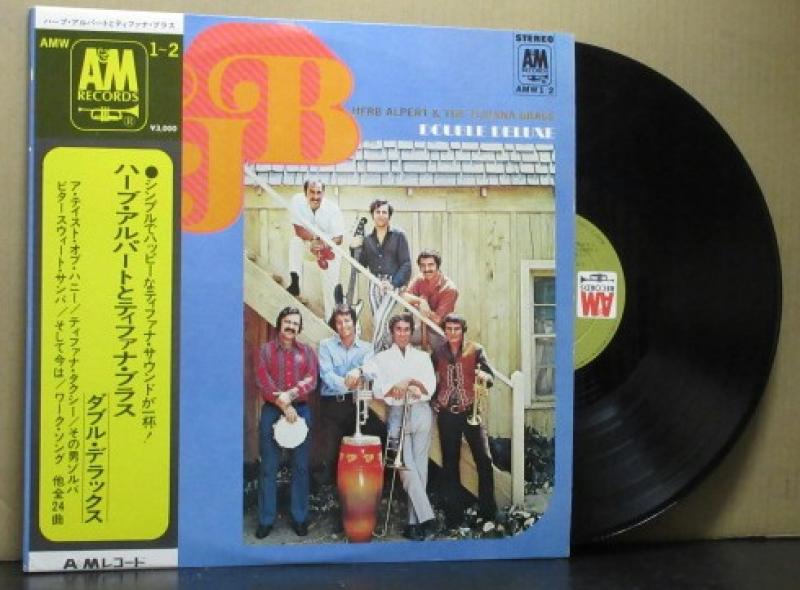 ハーブ・アルパートとティファナ・ブラス
AMW
1~2
A&M
RECORDS
®
¥3,000
●シンプルでハッピーなティファナ・サウンドが一杯!
ハーブ・アルパートとティファナ・ブラス
ダブル・デラックス
ア・テイスト・オブ・ハニー/ティファナ・タクシー/その男ゾルバ
ビタースウィート・サンバ/そして今は/ワーク・ソング 他全24曲
A&Mレコード
TJB
STEREO
A&M
RECORDS
AMW 1 2
HERB ALPERT & THE TIJUANA BRASS
DOUBLE DELUXE
A&M
RECORDS